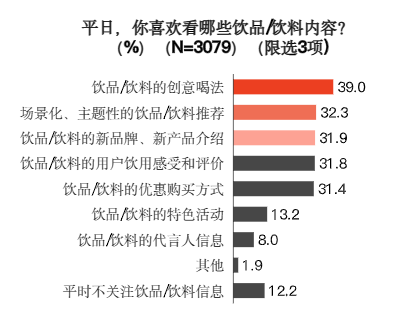 平日，你喜欢看哪些饮品/饮料内容？
（%）（N=3079）（限选3项）
饮品/饮料的创意喝法 39.0
场景化、主题性的饮品/饮料推荐 32.3
饮品/饮料的新品牌、新产品介绍 31.9
饮品/饮料的用户饮用感受和评价 31.8
饮品/饮料的优惠购买方式 31.4
饮品/饮料的特色活动 13.2
饮品/饮料的代言人信息 8.0
其他 1.9
平时不关注饮品/饮料信息 12.2